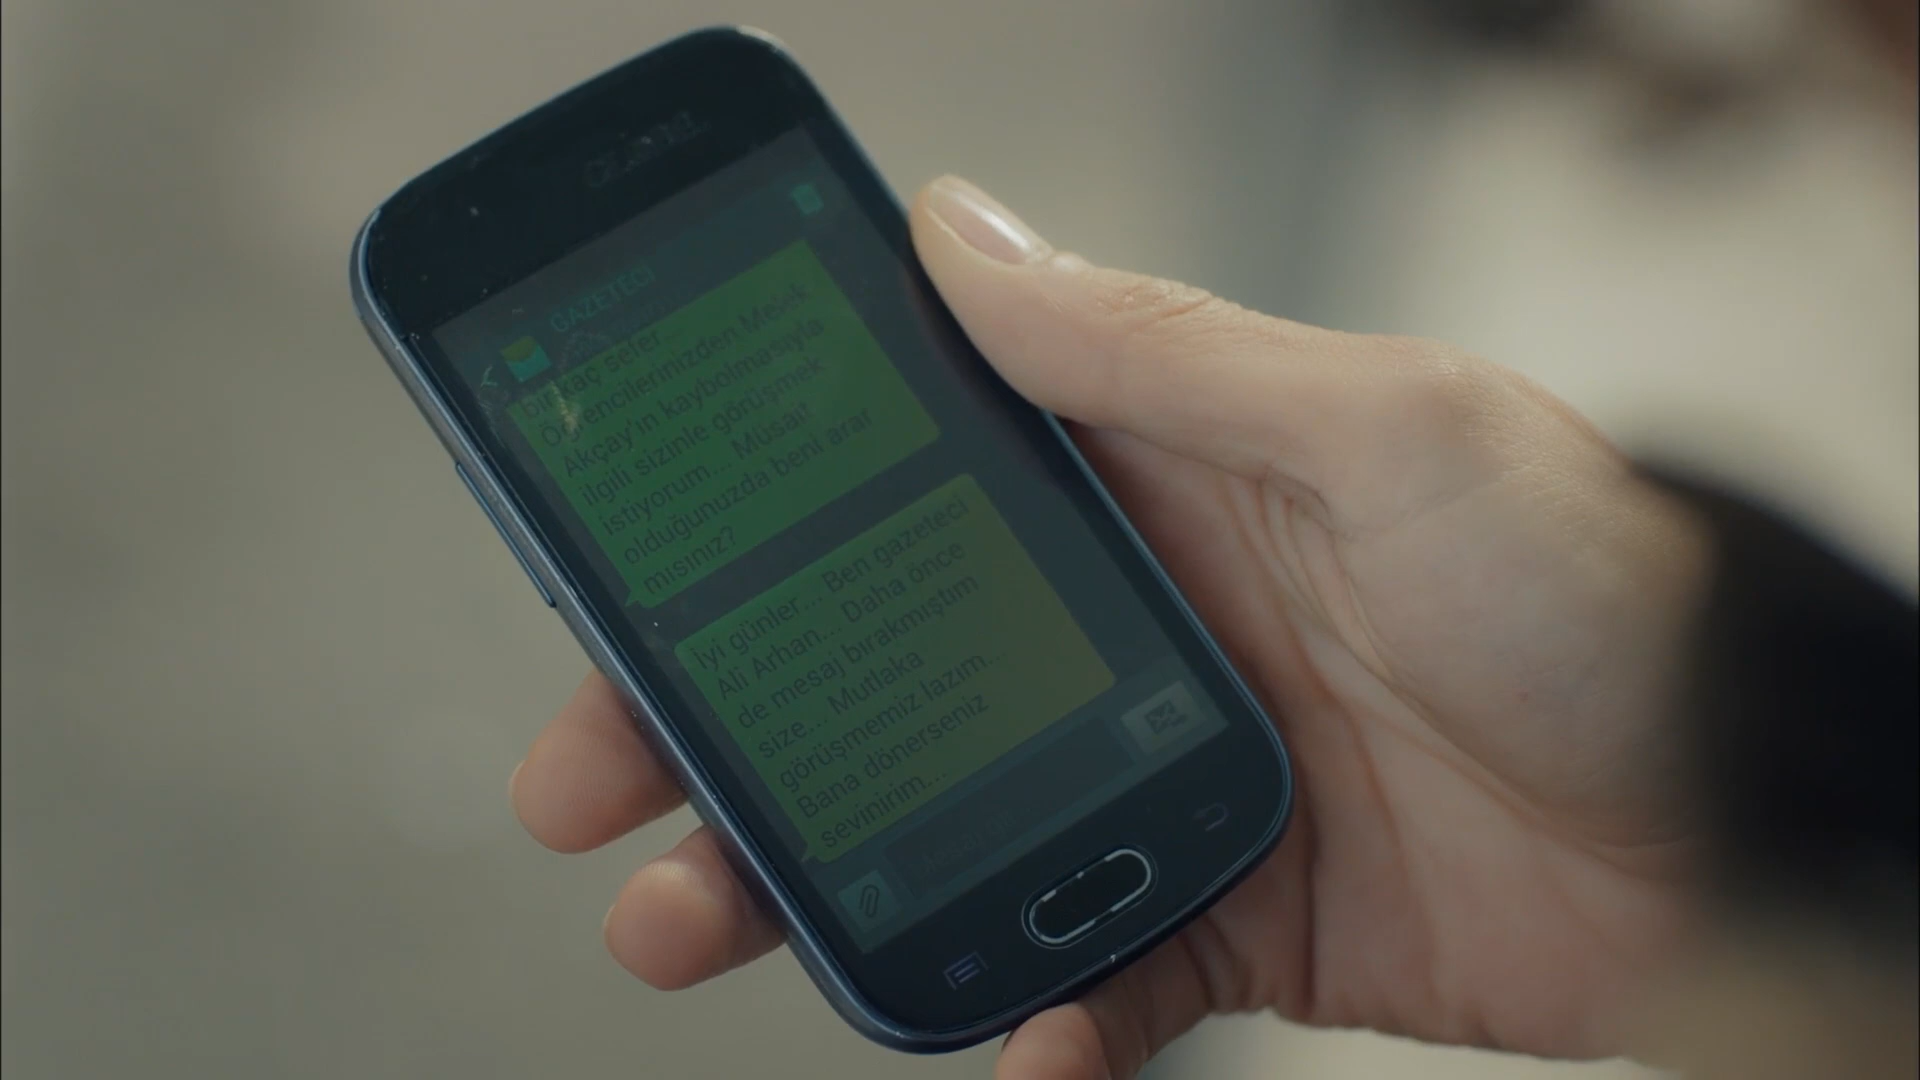 GAZETECİ
birkaç sefer
Öğrencilerinizden Melek
Akçay'ın kaybolmasıyla
ilgili sizinle görüşmek
istiyorum... Müsait
olduğunuzda beni arar
mısınız?
İyi günler... Ben gazeteci
Ali Arhan... Daha önce
de mesaj bırakmıştım
size... Mutlaka
görüşmemiz lazım...
Bana dönerseniz
sevinirim...